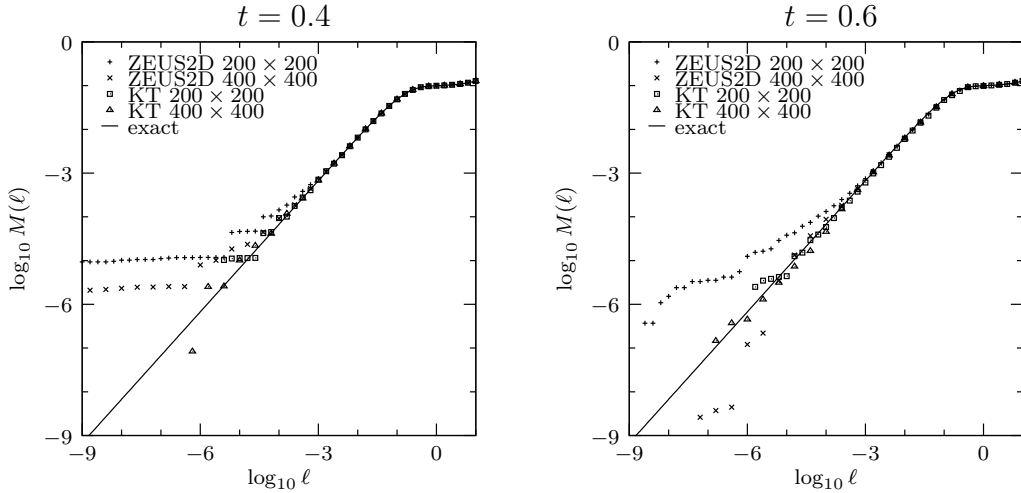 t = 0.4
0
−3
−6
−9
log₁₀ M(ℓ)
ZEUS2D 200 × 200
ZEUS2D 400 × 400
KT 200 × 200
KT 400 × 400
exact
−9 −6 −3 0
log₁₀ ℓ
t = 0.6
0
−3
−6
−9
log₁₀ M(ℓ)
ZEUS2D 200 × 200
ZEUS2D 400 × 400
KT 200 × 200
KT 400 × 400
exact
−9 −6 −3 0
log₁₀ ℓ